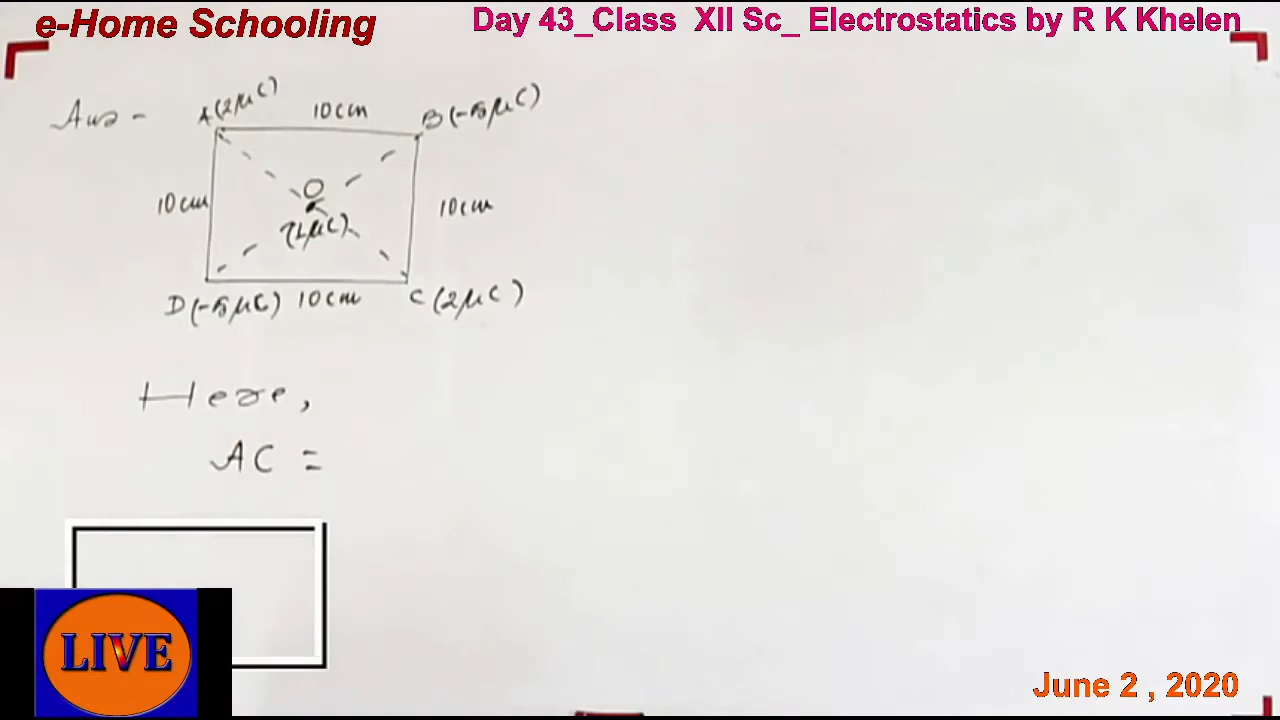 e-Home Schooling
Day 43_Class XII Sc_ Electrostatics by R K Khelen
Ans -
A (2μC)
10cm
B (-5μC)
10cm
O
10cm
(1μC)
D (-5μC)
10cm
C (2μC)
Here,
AC =
LIVE
June 2 , 2020